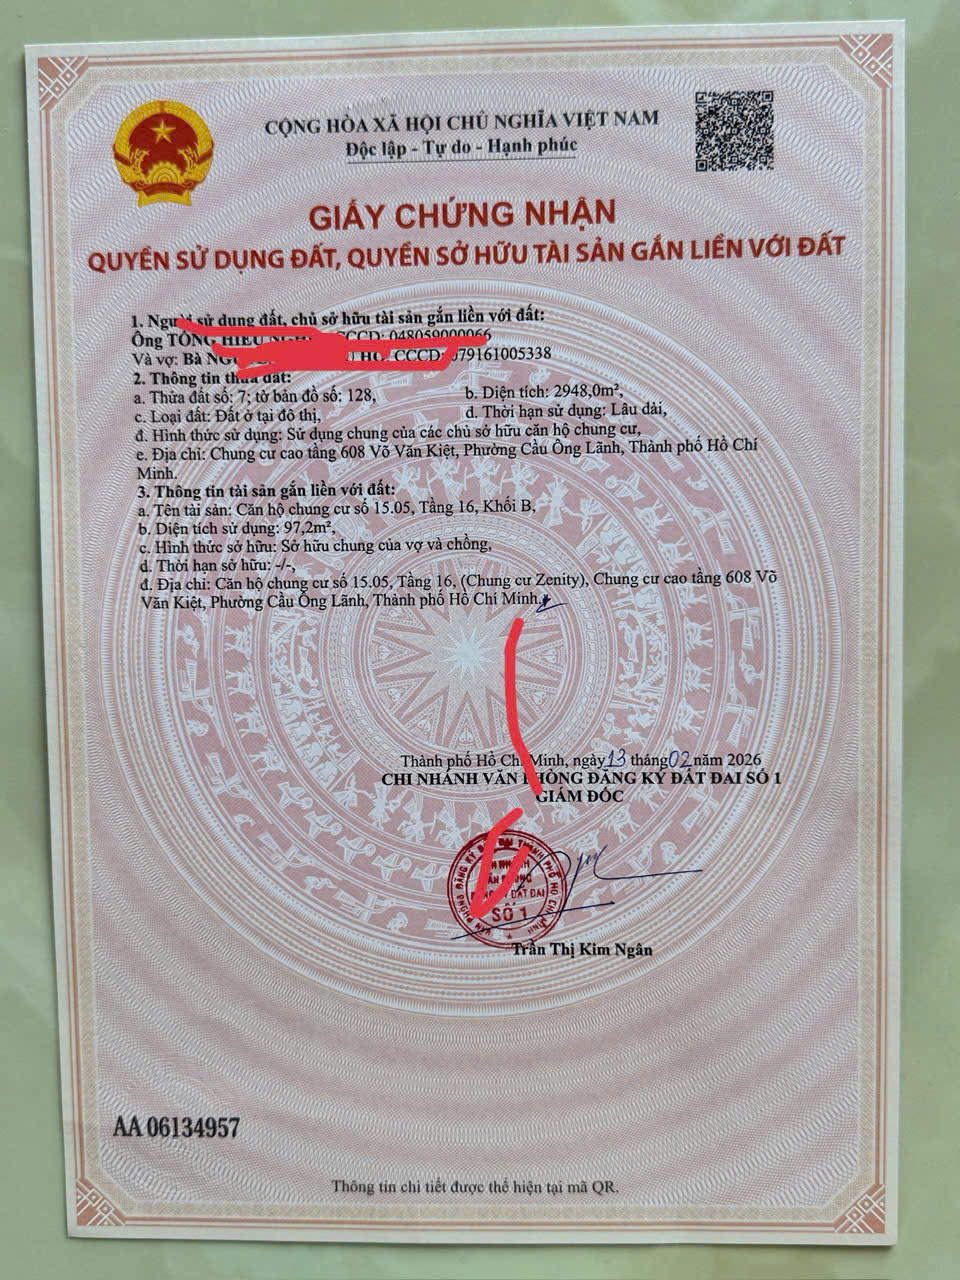 CỘNG HÒA XÃ HỘI CHỦ NGHĨA VIỆT NAM
Độc lập - Tự do - Hạnh phúc
GIẤY CHỨNG NHẬN
QUYỀN SỬ DỤNG ĐẤT, QUYỀN SỞ HỮU TÀI SẢN GẮN LIỀN VỚI ĐẤT
1. Người sử dụng đất, chủ sở hữu tài sản gắn liền với đất:
Ông
Và vợ: Bà
2. Thông tin thửa đất:
a. Thửa đất số: 7; tờ bản đồ số: 128,
b. Diện tích: 2948,0m²,
c. Loại đất: Đất ở tại đô thị,
d. Thời hạn sử dụng: Lâu dài,
đ. Hình thức sử dụng: Sử dụng chung của các chủ sở hữu căn hộ chung cư,
e. Địa chỉ: Chung cư cao tầng 608 Võ Văn Kiệt, Phường Cầu Ông Lãnh, Thành phố Hồ Chí
Minh.
3. Thông tin tài sản gắn liền với đất:
a. Tên tài sản: Căn hộ chung cư số 15.05, Tầng 16, Khối B,
b. Diện tích sử dụng: 97,2m²,
c. Hình thức sở hữu: Sở hữu chung của vợ và chồng,
d. Thời hạn sở hữu: -/-,
đ. Địa chỉ: Căn hộ chung cư số 15.05, Tầng 16, (Chung cư Zenity), Chung cư cao tầng 608 Võ
Văn Kiệt, Phường Cầu Ông Lãnh, Thành phố Hồ Chí Minh.
Thành phố Hồ Chí Minh, ngày 13 tháng 02 năm 2026
CHI NHÁNH VĂN PHÒNG ĐĂNG KÝ ĐẤT ĐAI SỐ 1
GIÁM ĐỐC
SỐ 1
Trần Thị Kim Ngân
AA 06134957
Thông tin chi tiết được thể hiện tại mã QR.